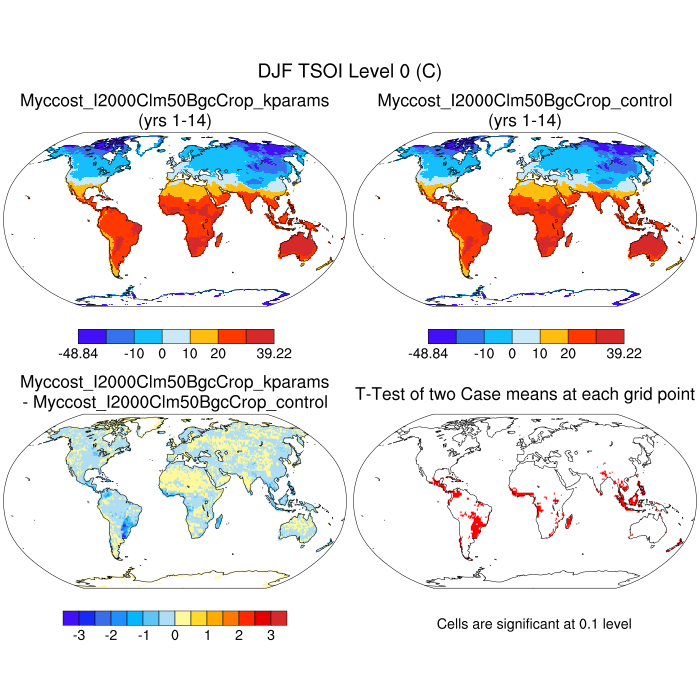 DJF TSOI Level 0 (C)
Myccost_I2000Clm50BgcCrop_kparams
(yrs 1-14)
Myccost_I2000Clm50BgcCrop_control
(yrs 1-14)
-48.84 -10 0 10 20 39.22
-48.84 -10 0 10 20 39.22
Myccost_I2000Clm50BgcCrop_kparams
- Myccost_I2000Clm50BgcCrop_control
T-Test of two Case means at each grid point
-3 -2 -1 0 1 2 3
Cells are significant at 0.1 level